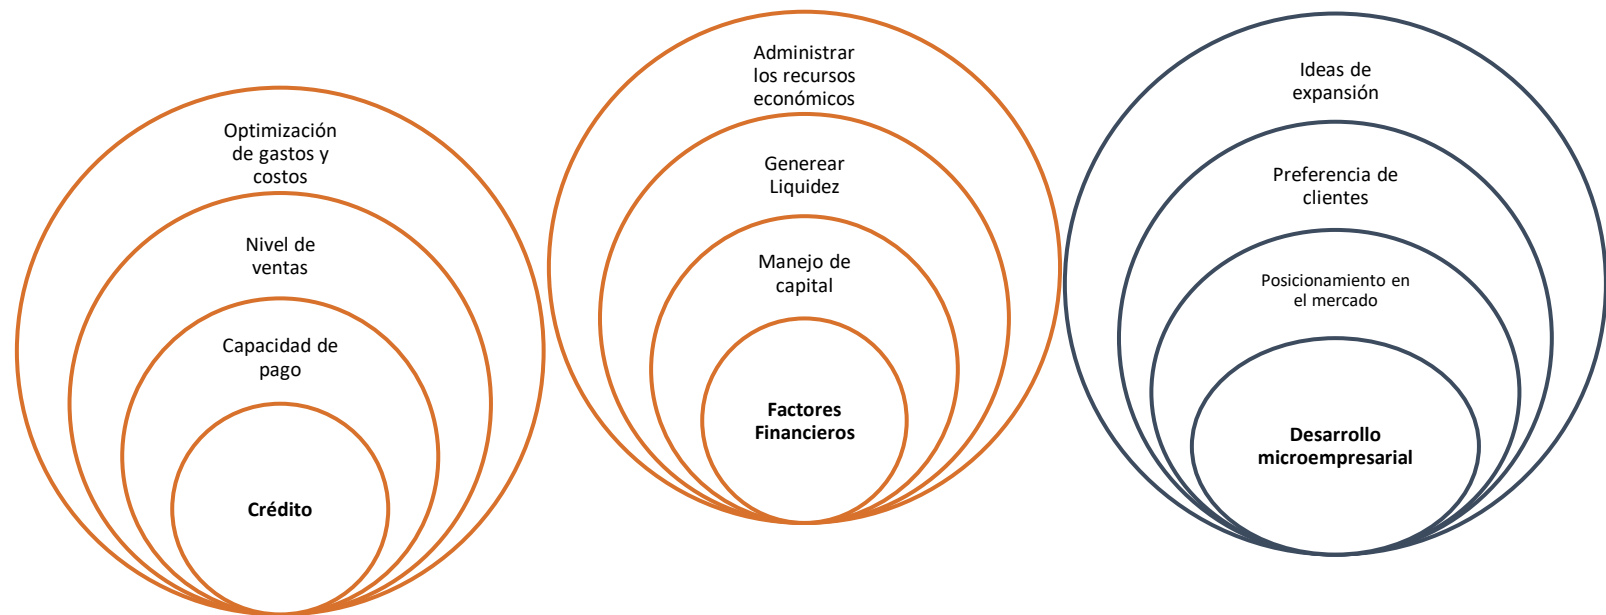 Optimización
de gastos y
costos
Nivel de
ventas
Capacidad de
pago
Crédito
Administrar
los recursos
económicos
Generear
Liquidez
Manejo de
capital
Factores
Financieros
Ideas de
expansión
Preferencia de
clientes
Posicionamiento en
el mercado
Desarrollo
microempresarial